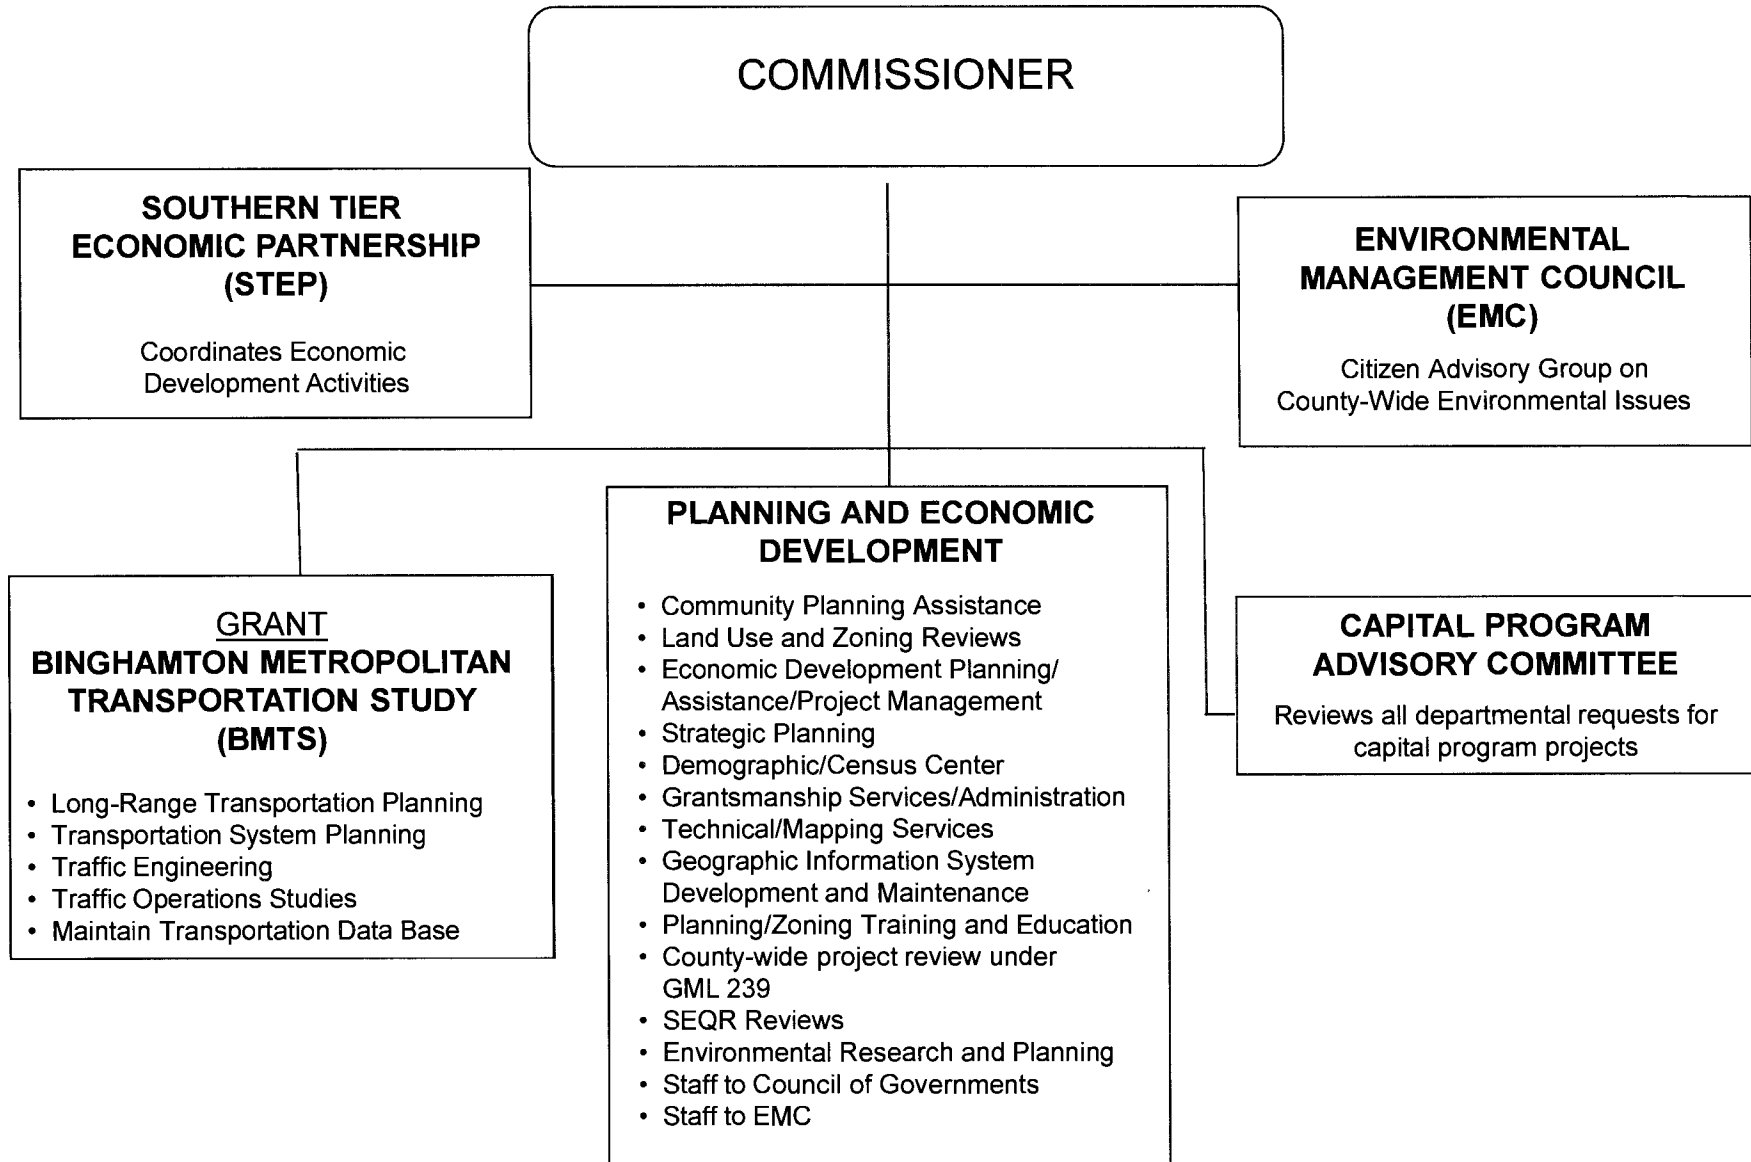 COMMISSIONER
SOUTHERN TIER
ECONOMIC PARTNERSHIP
(STEP)
Coordinates Economic
Development Activities
ENVIRONMENTAL
MANAGEMENT COUNCIL
(EMC)
Citizen Advisory Group on
County-Wide Environmental Issues
GRANT
BINGHAMTON METROPOLITAN
TRANSPORTATION STUDY
(BMTS)
• Long-Range Transportation Planning
• Transportation System Planning
• Traffic Engineering
• Traffic Operations Studies
• Maintain Transportation Data Base
PLANNING AND ECONOMIC
DEVELOPMENT
• Community Planning Assistance
• Land Use and Zoning Reviews
• Economic Development Planning/
Assistance/Project Management
• Strategic Planning
• Demographic/Census Center
• Grantsmanship Services/Administration
• Technical/Mapping Services
• Geographic Information System
Development and Maintenance
• Planning/Zoning Training and Education
• County-wide project review under
GML 239
• SEQR Reviews
• Environmental Research and Planning
• Staff to Council of Governments
• Staff to EMC
CAPITAL PROGRAM
ADVISORY COMMITTEE
Reviews all departmental requests for
capital program projects